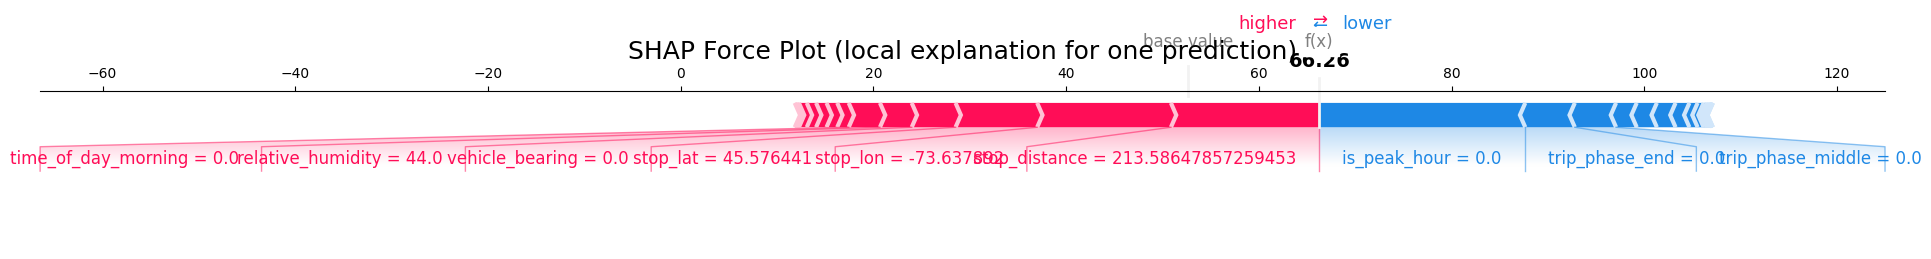 higher ⇄ lower
base value f(x)
SHAP Force Plot (local explanation for one prediction)
66.26
−60 −40 −20 0 20 40 60 80 100 120
time_of_day_morning = 0.0 relative_humidity = 44.0 vehicle_bearing = 0.0 stop_lat = 45.576441 stop_lon = -73.637892 stop_distance = 213.58647857259453 is_peak_hour = 0.0 trip_phase_end = 0.0 trip_phase_middle = 0.0